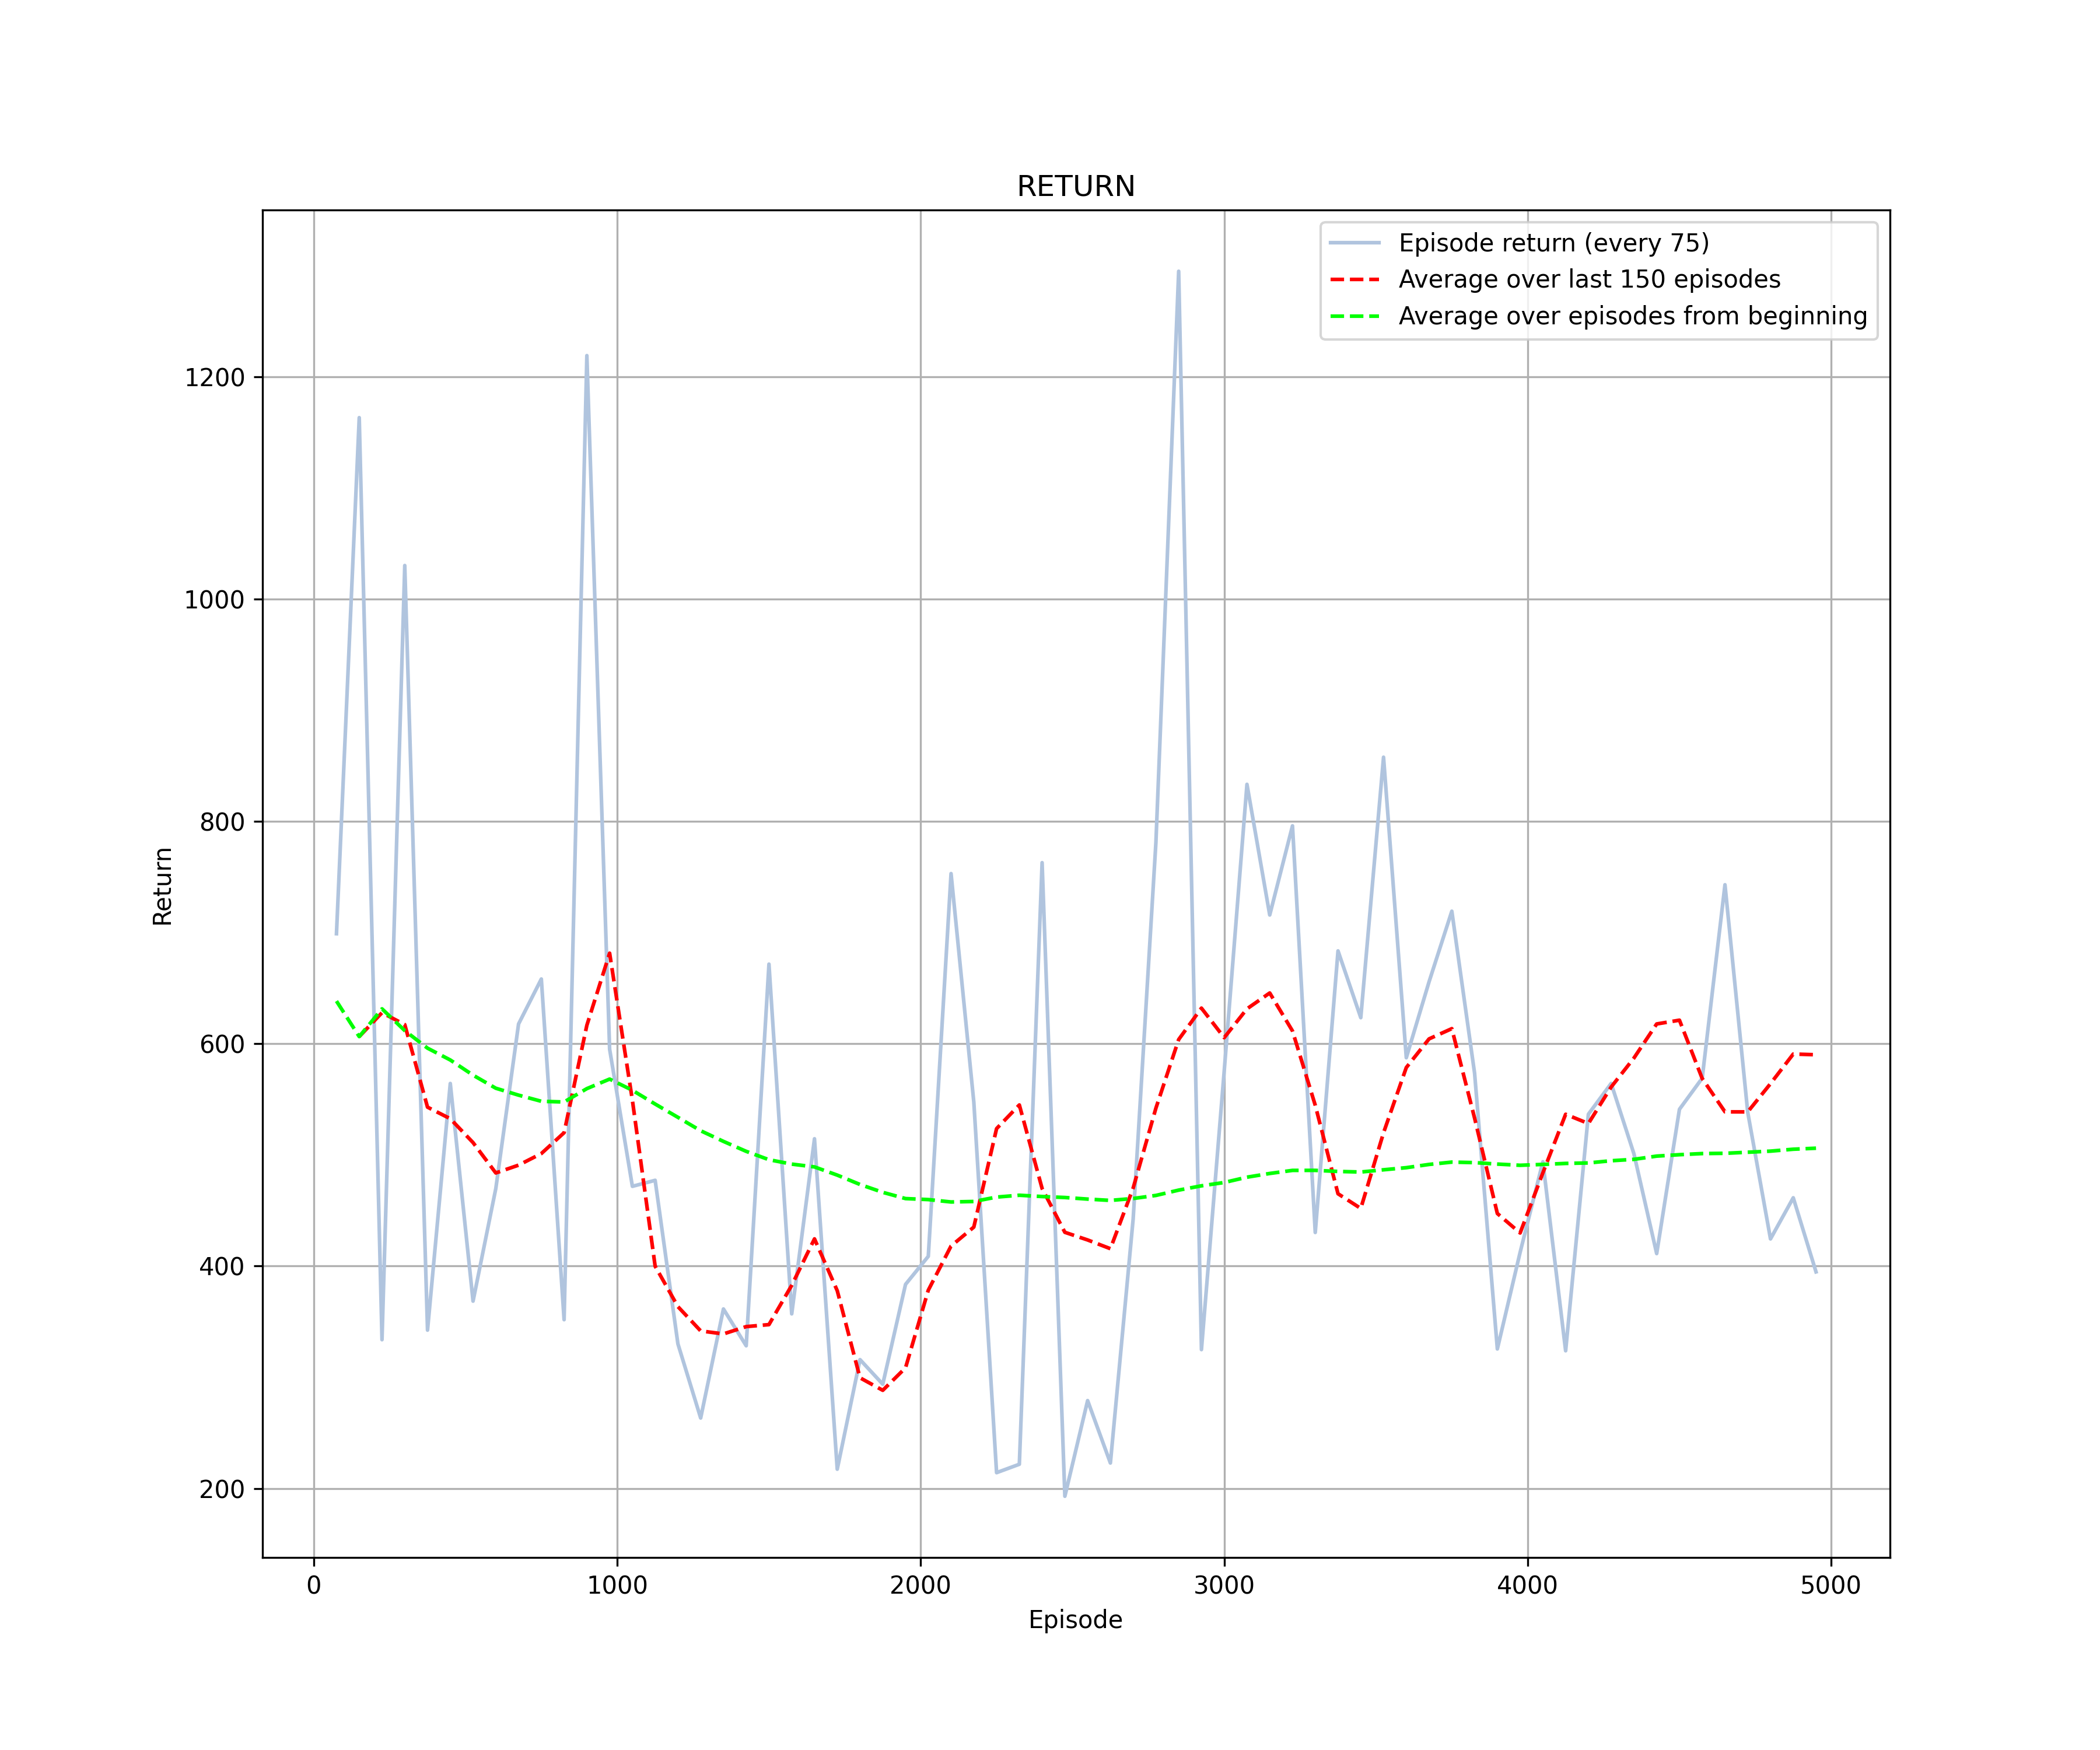 RETURN
Episode return (every 75)
Average over last 150 episodes
Average over episodes from beginning
Return
1200
1000
800
600
400
200
0 1000 2000 3000 4000 5000
Episode